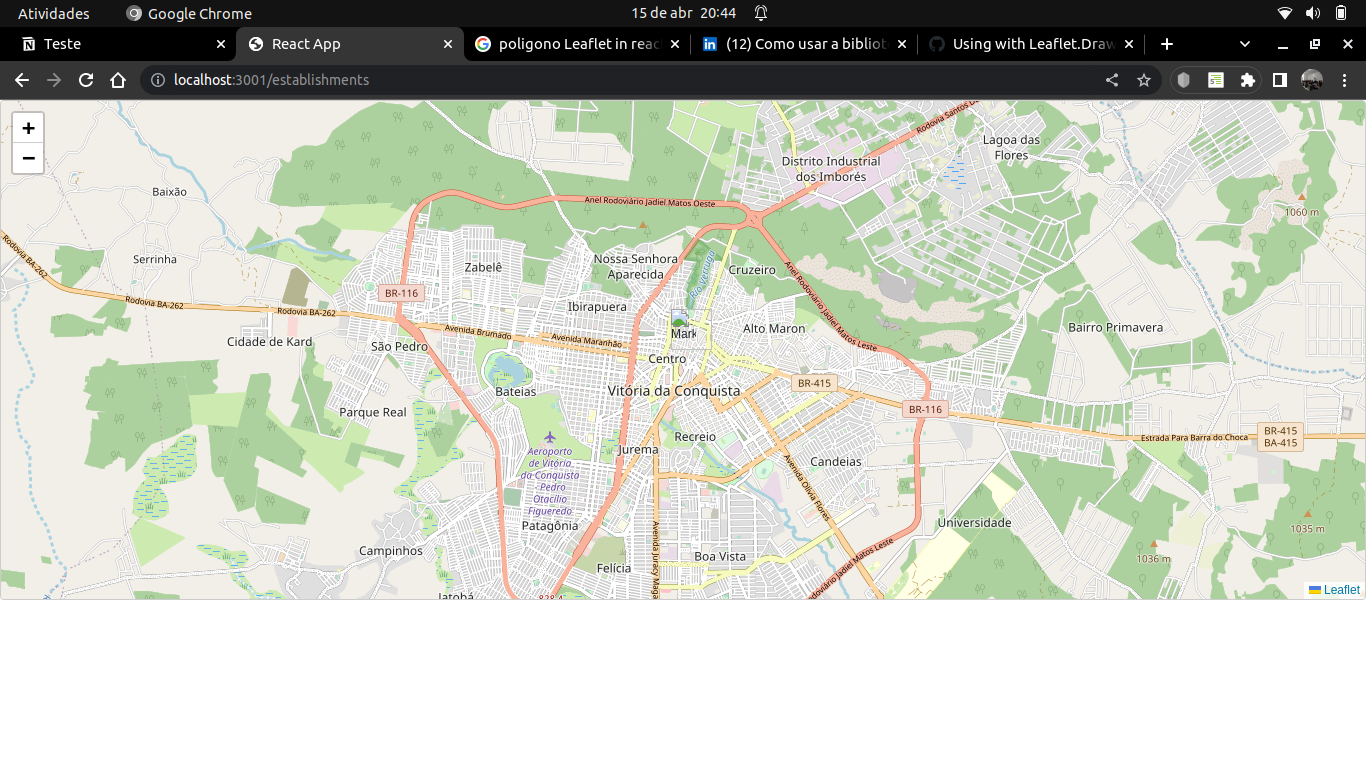 Atividades
Google Chrome
15 de abr 20:44
Teste
React App
poligono Leaflet in reac
(12) Como usar a bibliot
Using with Leaflet.Draw
localhost:3001/establishments
+
−
Rodovia Santos D
Lagoa das
Flores
Distrito Industrial
dos Imborés
Baixão
Anel Rodoviário Jadiel Matos Oeste
1060 m
Rodovia BA-262
Serrinha
Zabelê
Nossa Senhora
Aparecida
Rio Verruga
Cruzeiro
Anel Rodoviário Jadiel Matos Leste
BR-116
Rodovia BA-262
Rodovia BA-262
Ibirapuera
Avenida Brumado
Avenida Maranhão
Mark
Alto Maron
Bairro Primavera
Cidade de Kard
São Pedro
Centro
Bateias
Vitória da Conquista
BR-415
Parque Real
BR-116
BR-415
BA-415
Estrada Para Barra do Choca
Recreio
Jurema
Aeroporto
de Vitória
da Conquista
- Pedro
Otacílio
Figueredo
Candeias
Avenida Olívia Flores
Patagônia
Universidade
1035 m
Campinhos
Avenida Juracy Maga
Boa Vista
1036 m
Felícia
Rodoviário Jadiel Matos Leste
Jatobá
Leaflet